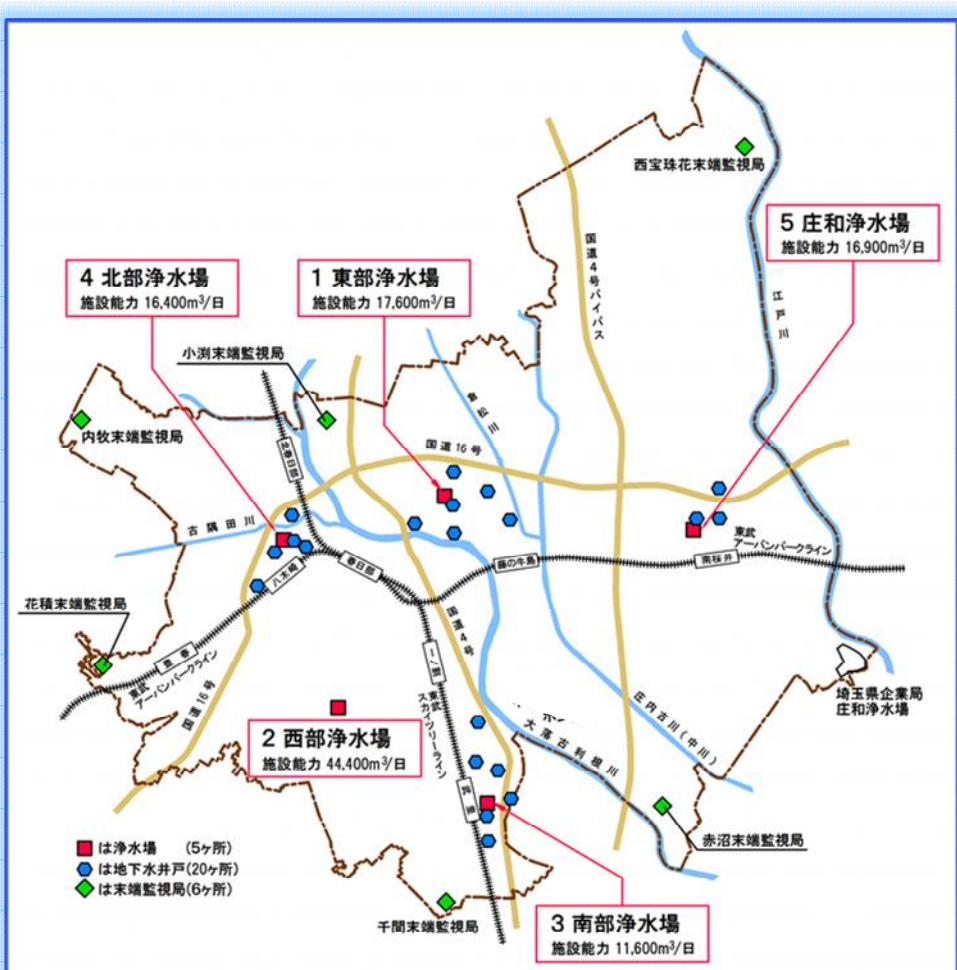 西宝珠花末端監視局
5 庄和浄水場
施設能力 16,900m³/日
国道4号バイパス
江戸川
4 北部浄水場
施設能力 16,400m³/日
1 東部浄水場
施設能力 17,600m³/日
小渕末端監視局
倉松川
内牧末端監視局
北春日部
国道16号
古隅田川
東武
アーバンパークライン
八木崎
春日部
藤の牛島
南桜井
花積末端監視局
国道4号
豊春
東武
アーバンパークライン
一ノ割
東武
スカイツリーライン
国道16号
埼玉県企業局
庄和浄水場
庄内古川(中川)
大落古利根川
2 西部浄水場
施設能力 44,400m³/日
武里
赤沼末端監視局
は浄水場 (5ヶ所)
は地下水井戸(20ヶ所)
は末端監視局(6ヶ所)
千間末端監視局
3 南部浄水場
施設能力 11,600m³/日